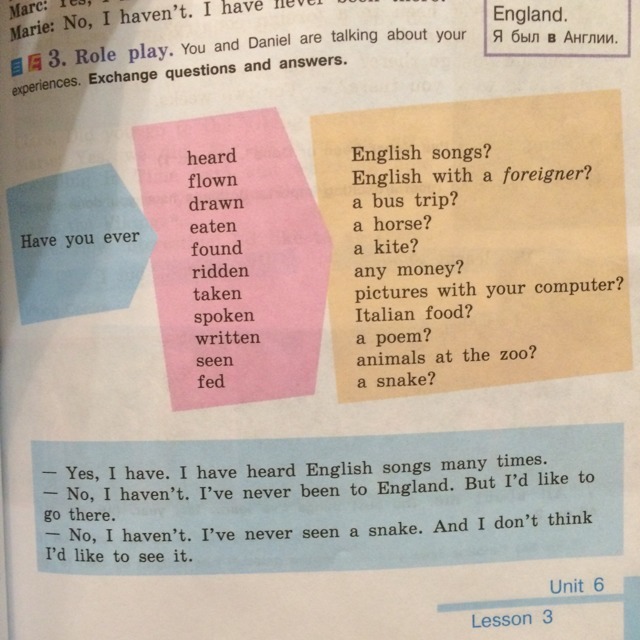 Marc: Yes, I
Marie: No, I haven't. I have never been there.
England.
Я был в Англии.
3. Role play. You and Daniel are talking about your
experiences. Exchange questions and answers.
Have you ever
heard
flown
drawn
eaten
found
ridden
taken
spoken
written
seen
fed
English songs?
English with a foreigner?
a bus trip?
a horse?
a kite?
any money?
pictures with your computer?
Italian food?
a poem?
animals at the zoo?
a snake?
— Yes, I have. I have heard English songs many times.
— No, I haven't. I've never been to England. But I'd like to
go there.
— No, I haven't. I've never seen a snake. And I don't think
I'd like to see it.
Unit 6
Lesson 3